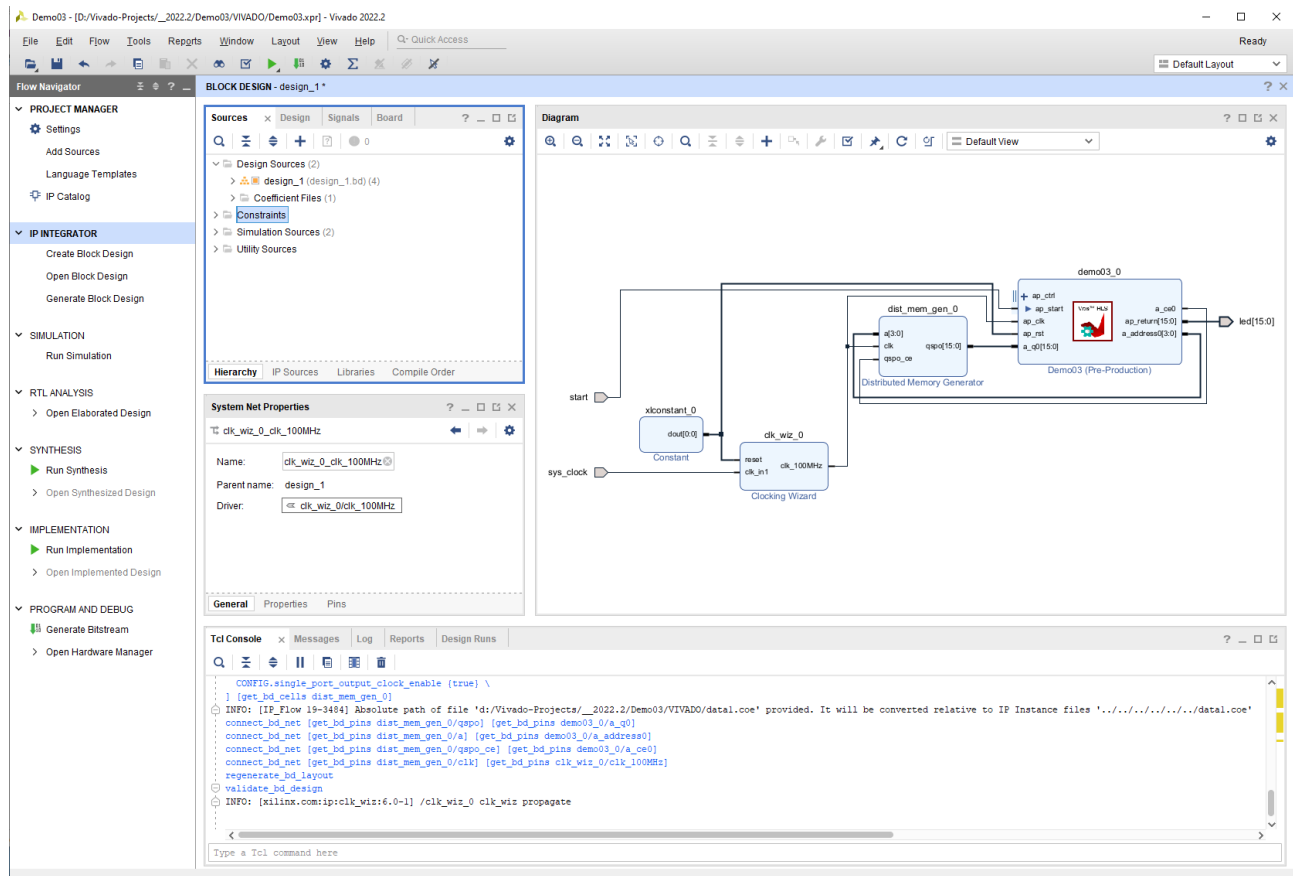 Demo03 - [D:/Vivado-Projects/__2022.2/Demo03/VIVADO/Demo03.xpr] - Vivado 2022.2
File Edit Flow Tools Reports Window Layout View Help Quick Access Ready
Default Layout
Flow Navigator
PROJECT MANAGER
Settings
Add Sources
Language Templates
IP Catalog
IP INTEGRATOR
Create Block Design
Open Block Design
Generate Block Design
SIMULATION
Run Simulation
RTL ANALYSIS
Open Elaborated Design
SYNTHESIS
Run Synthesis
Open Synthesized Design
IMPLEMENTATION
Run Implementation
Open Implemented Design
PROGRAM AND DEBUG
Generate Bitstream
Open Hardware Manager
BLOCK DESIGN - design_1 *
Sources Design Signals Board
0
Design Sources (2)
design_1 (design_1.bd) (4)
Coefficient Files (1)
Constraints
Simulation Sources (2)
Utility Sources
Hierarchy IP Sources Libraries Compile Order
System Net Properties
clk_wiz_0_clk_100MHz
Name: clk_wiz_0_clk_100MHz
Parent name: design_1
Driver: clk_wiz_0/clk_100MHz
General Properties Pins
Diagram
Default View
demo03_0
ap_ctrl
ap_start
ap_clk
ap_rst
a_q0[15:0]
Vitis™ HLS
a_ce0
ap_return[15:0]
a_address0[3:0]
Demo03 (Pre-Production)
led[15:0]
dist_mem_gen_0
a[3:0]
clk
qspo_ce
qspo[15:0]
Distributed Memory Generator
start
xlconstant_0
dout[0:0]
Constant
sys_clock
clk_wiz_0
reset
clk_in1
clk_100MHz
Clocking Wizard
Tcl Console Messages Log Reports Design Runs
CONFIG.single_port_output_clock_enable {true} \
] [get_bd_cells dist_mem_gen_0]
INFO: [IP_Flow 19-3484] Absolute path of file 'd:/Vivado-Projects/__2022.2/Demo03/VIVADO/data1.coe' provided. It will be converted relative to IP Instance files '../../../../../../data1.coe'
connect_bd_net [get_bd_pins dist_mem_gen_0/qspo] [get_bd_pins demo03_0/a_q0]
connect_bd_net [get_bd_pins dist_mem_gen_0/a] [get_bd_pins demo03_0/a_address0]
connect_bd_net [get_bd_pins dist_mem_gen_0/qspo_ce] [get_bd_pins demo03_0/a_ce0]
connect_bd_net [get_bd_pins dist_mem_gen_0/clk] [get_bd_pins clk_wiz_0/clk_100MHz]
regenerate_bd_layout
validate_bd_design
INFO: [xilinx.com:ip:clk_wiz:6.0-1] /clk_wiz_0 clk_wiz propagate
Type a Tcl command here